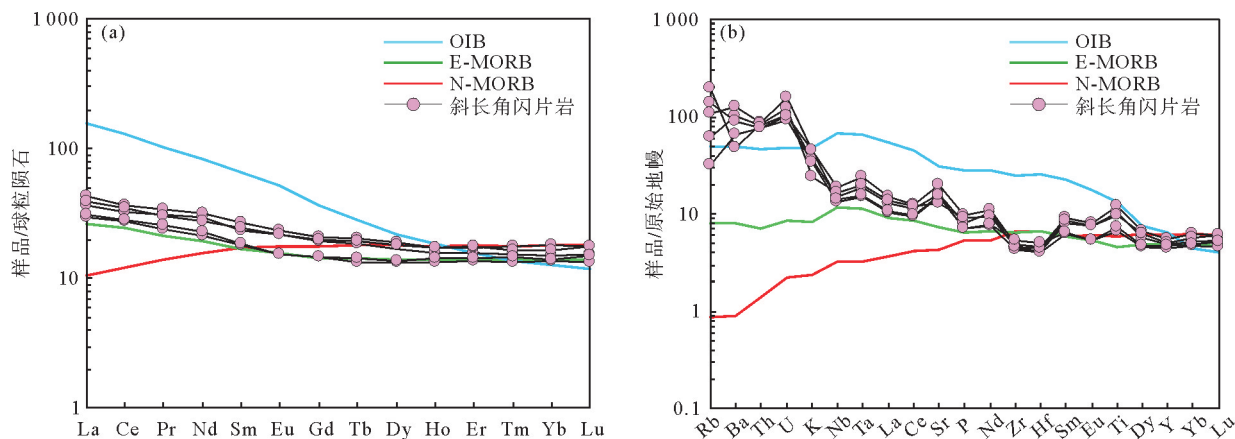 (a)
OIB
E-MORB
N-MORB
斜长角闪片岩
样品/球粒陨石
1 000
100
10
1
La Ce Pr Nd Sm Eu Gd Tb Dy Ho Er Tm Yb Lu
(b)
OIB
E-MORB
N-MORB
斜长角闪片岩
样品/原始地幔
1 000
100
10
1
0.1
Rb Ba Th U K Nb Ta La Ce Sr P Nd Zr Hf Sm Eu Ti Dy Y Yb Lu